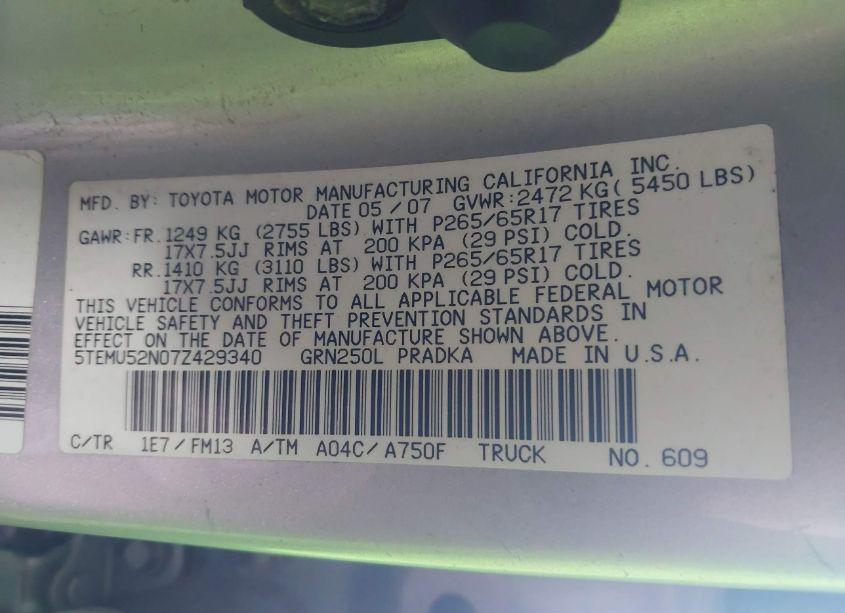 MFD. BY: TOYOTA MOTOR MANUFACTURING CALIFORNIA INC.
DATE 05/07 GVWR:2472 KG( 5450 LBS)
GAWR:FR.1249 KG (2755 LBS) WITH P265/65R17 TIRES
17X7.5JJ RIMS AT 200 KPA (29 PSI) COLD.
RR.1410 KG (3110 LBS) WITH P265/65R17 TIRES
17X7.5JJ RIMS AT 200 KPA (29 PSI) COLD.
THIS VEHICLE CONFORMS TO ALL APPLICABLE FEDERAL MOTOR
VEHICLE SAFETY AND THEFT PREVENTION STANDARDS IN
EFFECT ON THE DATE OF MANUFACTURE SHOWN ABOVE.
5TEMU52N07Z429340 GRN250L PRADKA MADE IN U.S.A.
C/TR 1E7/FM13 A/TM A04C/A750F TRUCK NO. 609